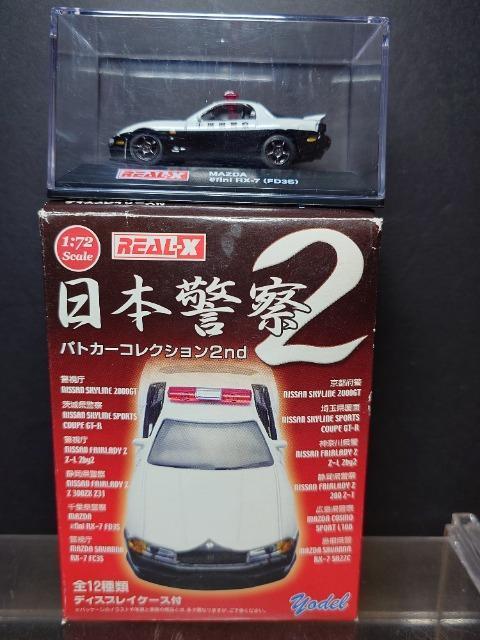 REAL-X
MAZDA
efini RX-7 (FD3S)
1:72
Scale
REAL-X
日本警察2
パトカーコレクション2nd
警視庁
NISSAN SKYLINE 2000GT
茨城県警察
NISSAN SKYLINE SPORTS
COUPE GT-R
警視庁
NISSAN FAIRLADY Z
Z-L 2by2
静岡県警察
NISSAN FAIRLADY Z
Z 300ZX Z31
千葉県警察
MAZDA
efini RX-7 FD3S
警視庁
MAZDA SAVANNA
RX-7 FC3S
京都府警
NISSAN SKYLINE 2000GT
埼玉県警察
NISSAN SKYLINE SPORTS
COUPE GT-R
神奈川県警
NISSAN FAIRLADY Z
Z-L 2by2
静岡県警察
NISSAN FAIRLADY Z
280 Z-T
広島県警察
MAZDA COSMO
SPORT L10B
島根県警
MAZDA SAVANNA
RX-7 SA22C
全12種類
ディスプレイケース付
yodel